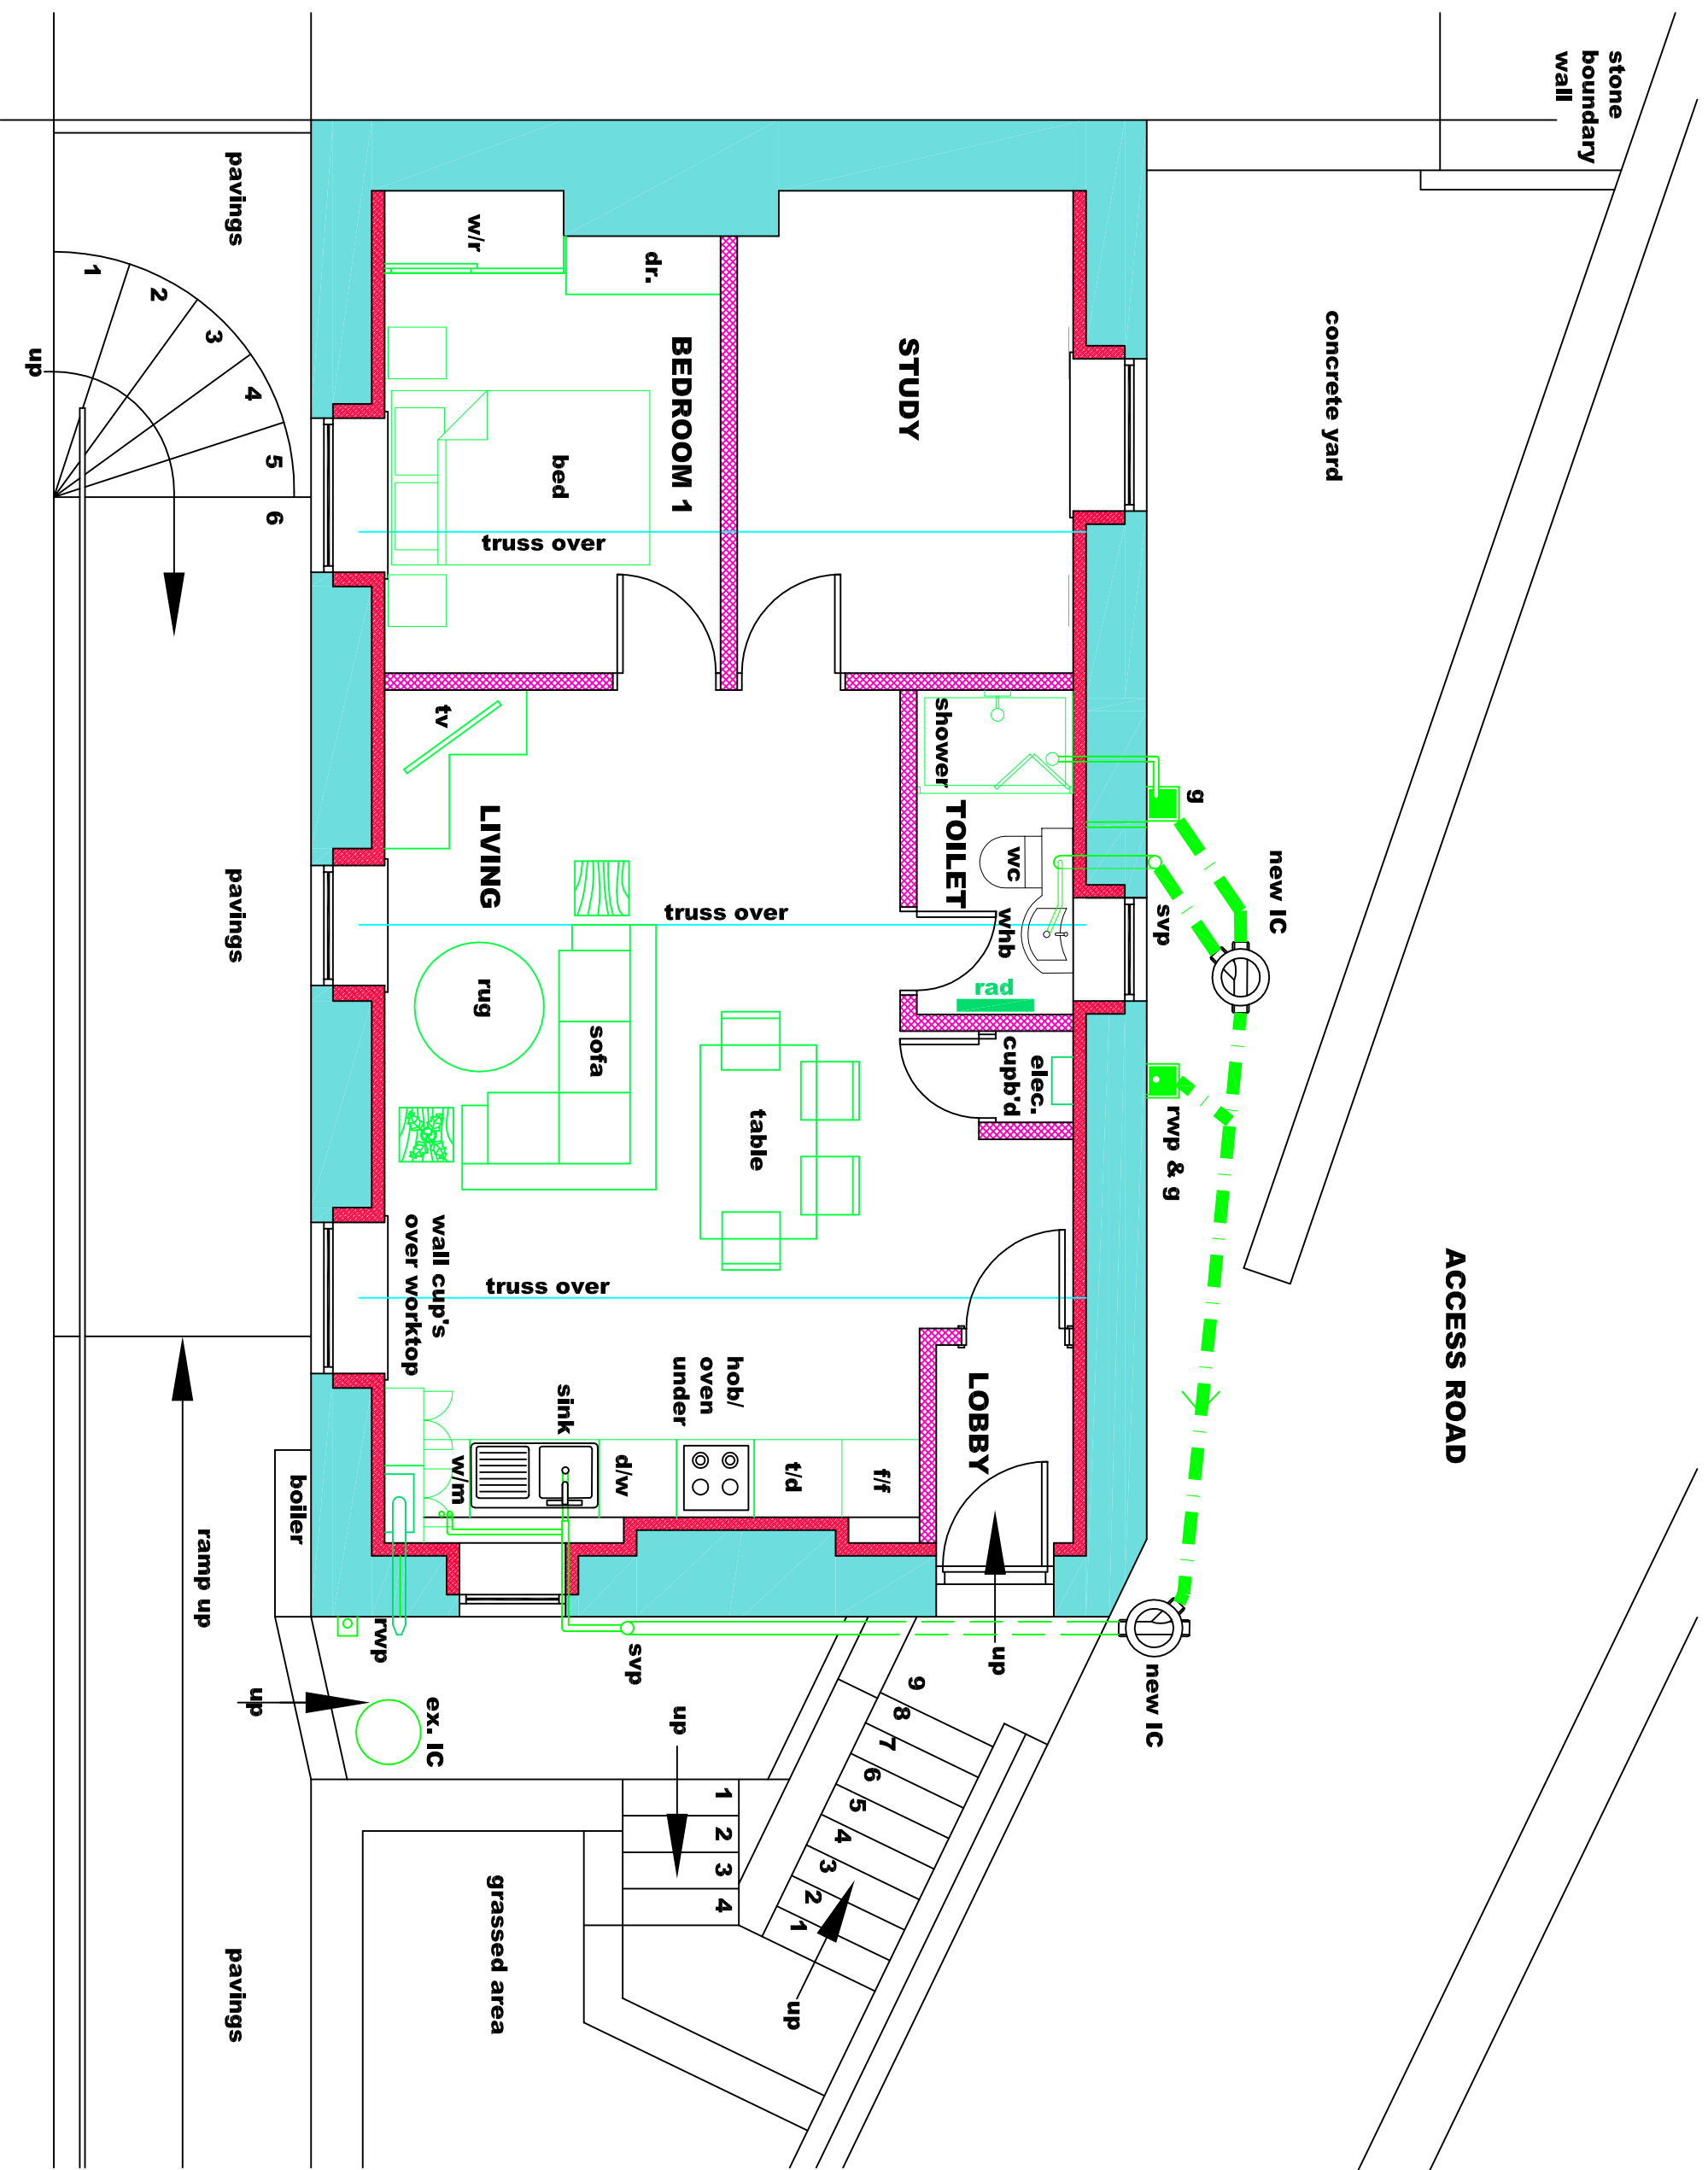 stone
boundary
wall
concrete yard
ACCESS ROAD
pavings
1
2
3
4
5
6
up
w/r
dr.
BEDROOM 1
bed
truss over
STUDY
shower
TOILET
wc
whb
rad
elec.
cupb'd
g
svp
new IC
rwp & g
tv
LIVING
truss over
rug
sofa
table
pavings
wall cup's
over worktop
truss over
hob/
oven
under
sink
w/m
d/w
t/d
f/f
LOBBY
boiler
ramp up
rwp
svp
up
new IC
up
ex. IC
up
1
2
3
4
9
8
7
6
5
4
3
2
1
up
grassed area
pavings